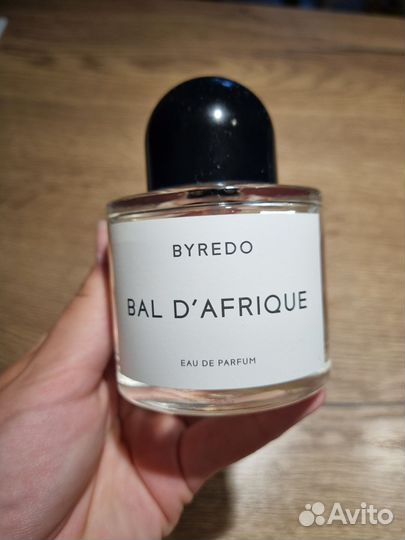 BYREDO
BAL D'AFRIQUE
EAU DE PARFUM
Avito